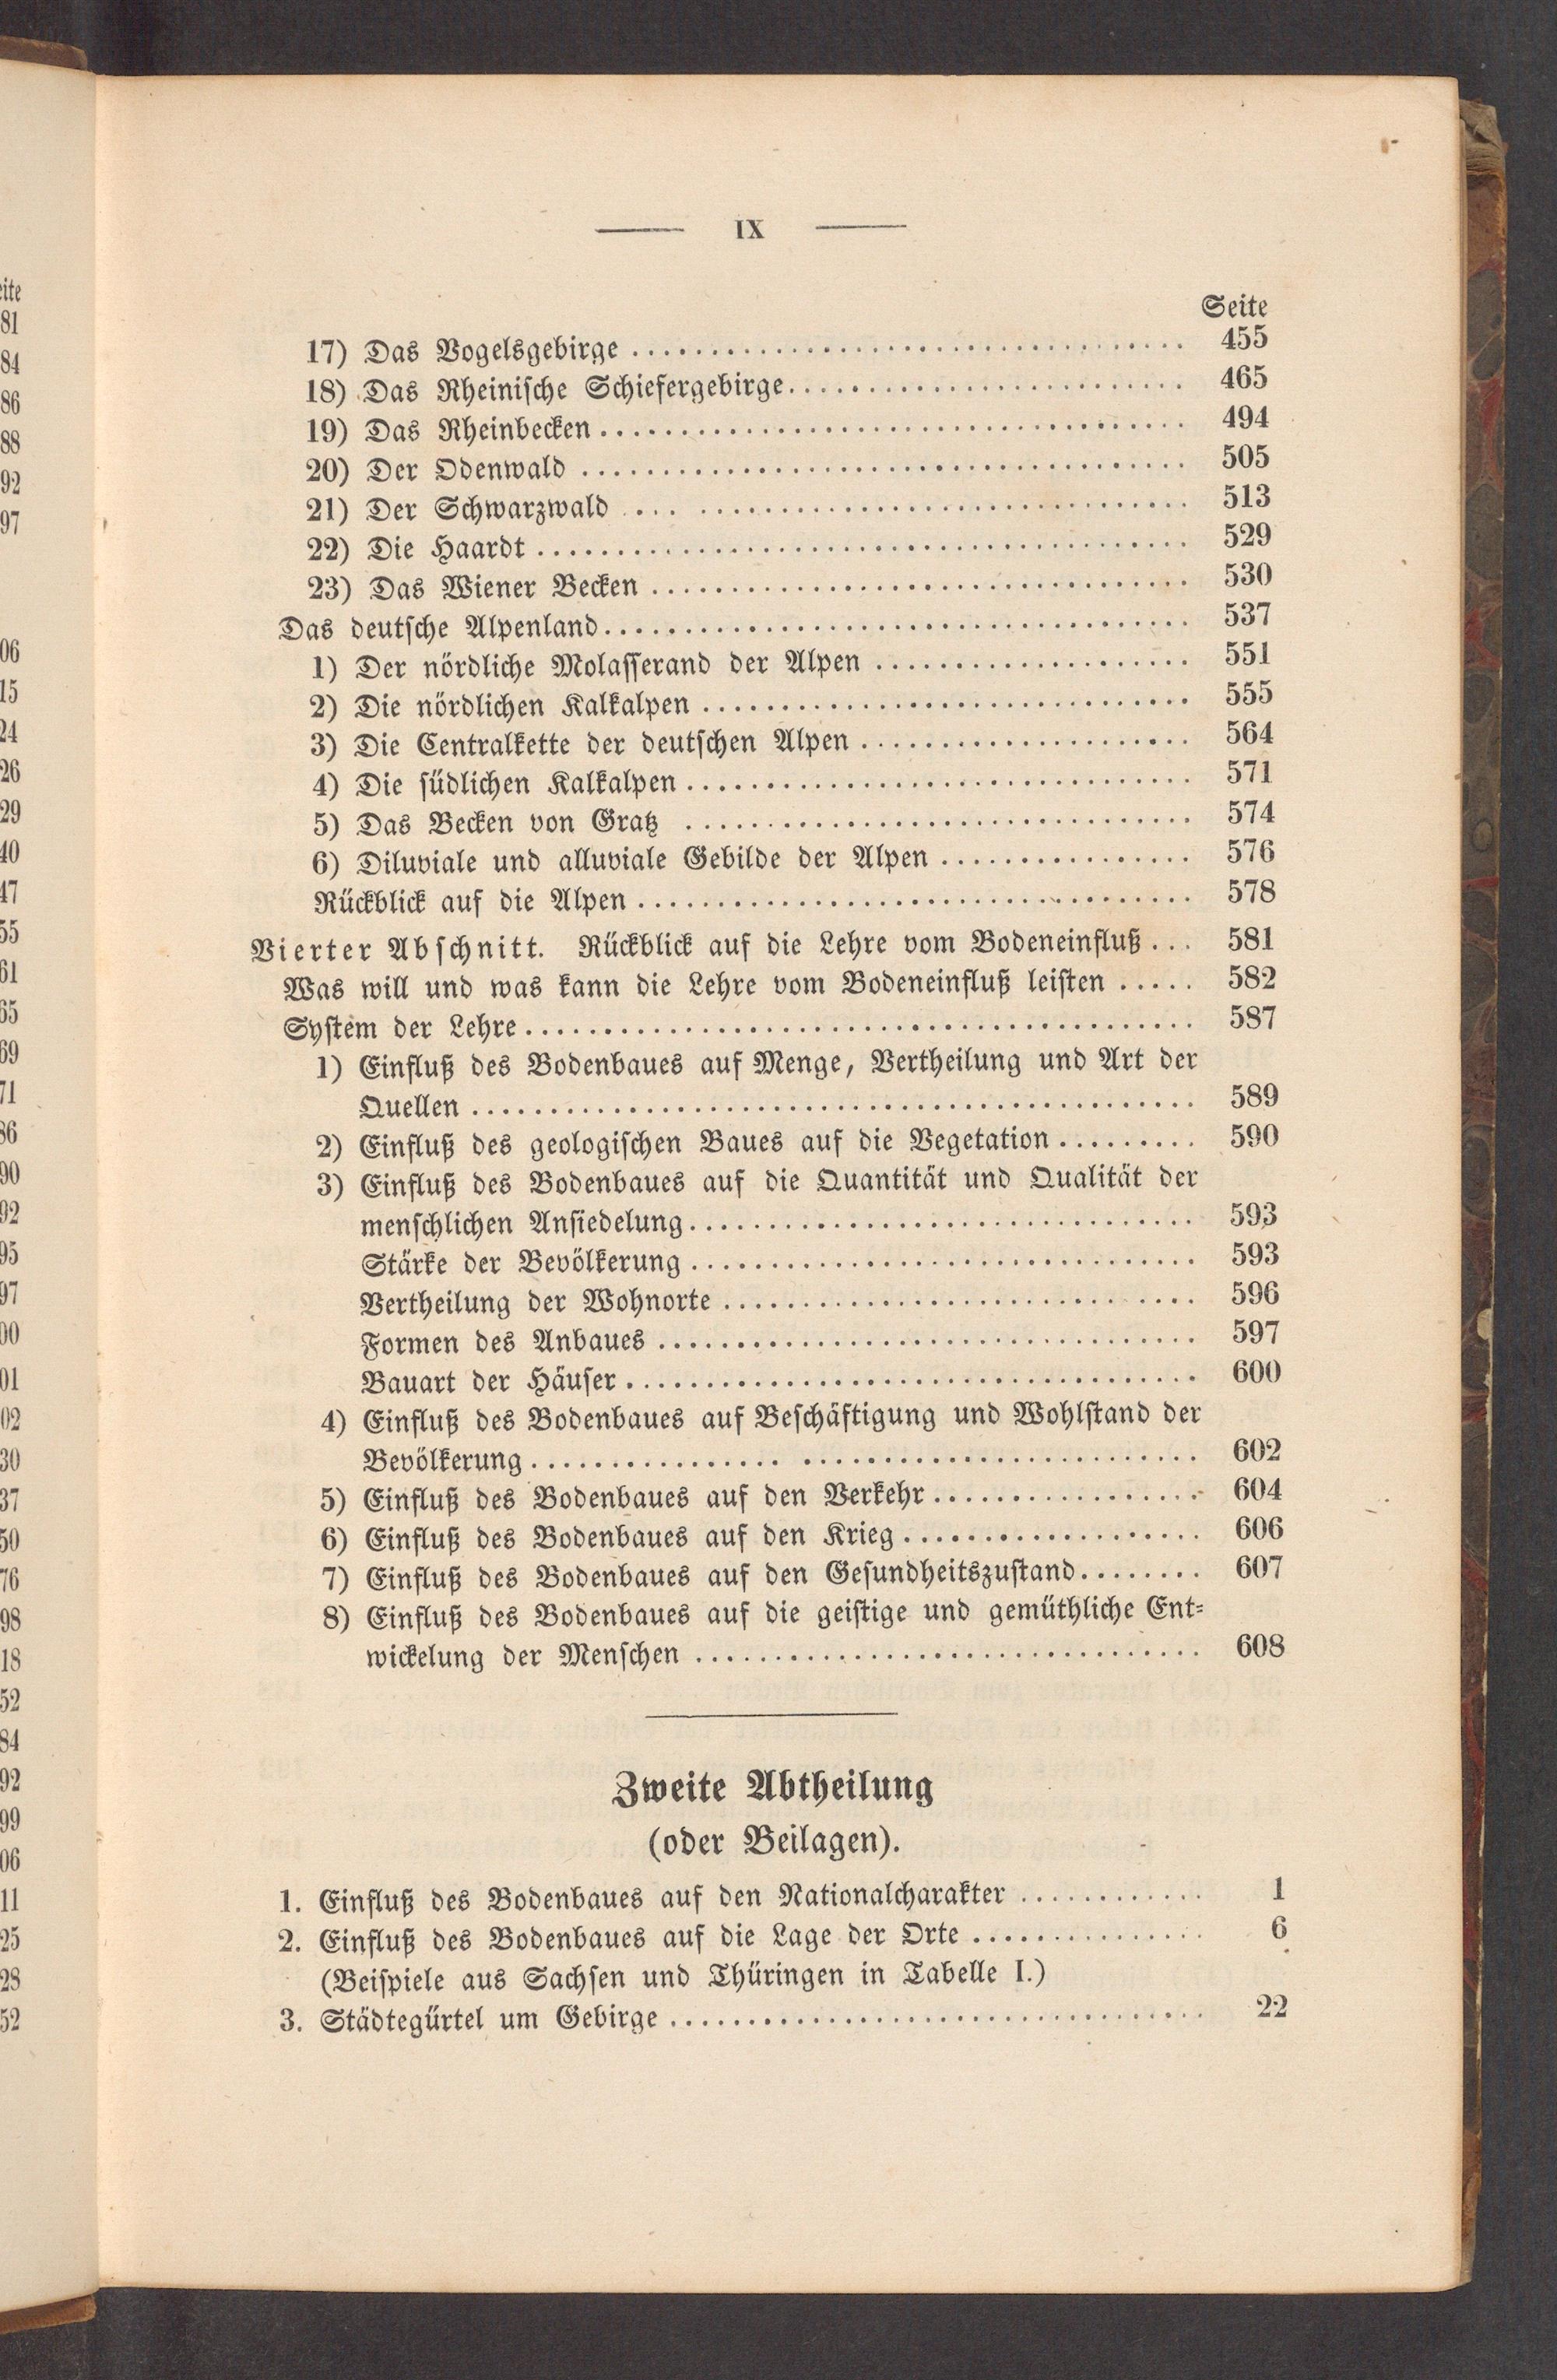 IX
Seite
17) Das Vogelsgebirge .................................. 455
18) Das Rheinische Schiefergebirge......................... 465
19) Das Rheinbecken..................................... 494
20) Der Odenwald ...................................... 505
21) Der Schwarzwald ... ............................... 513
22) Die Haardt......................................... 529
23) Das Wiener Becken .................................. 530
Das deutsche Alpenland..................................... 537
1) Der nördliche Molasserand der Alpen .................... 551
2) Die nördlichen Kalkalpen ............................... 555
3) Die Centralkette der deutschen Alpen ..................... 564
4) Die südlichen Kalkalpen................................ 571
5) Das Becken von Gratz ................................ 574
6) Diluviale und alluviale Gebilde der Alpen ................ 576
Rückblick auf die Alpen .................................. 578
Vierter Abschnitt. Rückblick auf die Lehre vom Bodeneinfluß... 581
Was will und was kann die Lehre vom Bodeneinfluß leisten ..... 582
System der Lehre.......................................... 587
1) Einfluß des Bodenbaues auf Menge, Vertheilung und Art der
Quellen .............................................. 589
2) Einfluß des geologischen Baues auf die Vegetation......... 590
3) Einfluß des Bodenbaues auf die Quantität und Qualität der
menschlichen Ansiedelung................................ 593
Stärke der Bevölkerung................................ 593
Vertheilung der Wohnorte .............................. 596
Formen des Anbaues .................................. 597
Bauart der Häuser.................................... 600
4) Einfluß des Bodenbaues auf Beschäftigung und Wohlstand der
Bevölkerung................ ......................... 602
5) Einfluß des Bodenbaues auf den Verkehr................. 604
6) Einfluß des Bodenbaues auf den Krieg................... 606
7) Einfluß des Bodenbaues auf den Gesundheitszustand........ 607
8) Einfluß des Bodenbaues auf die geistige und gemüthliche Ent-
wickelung der Menschen ................................ 608
Zweite Abtheilung
(oder Beilagen).
1. Einfluß des Bodenbaues auf den Nationalcharakter ............ 1
2. Einfluß des Bodenbaues auf die Lage der Orte ............... 6
(Beispiele aus Sachsen und Thüringen in Tabelle I.)
3. Städtegürtel um Gebirge .................................. 22